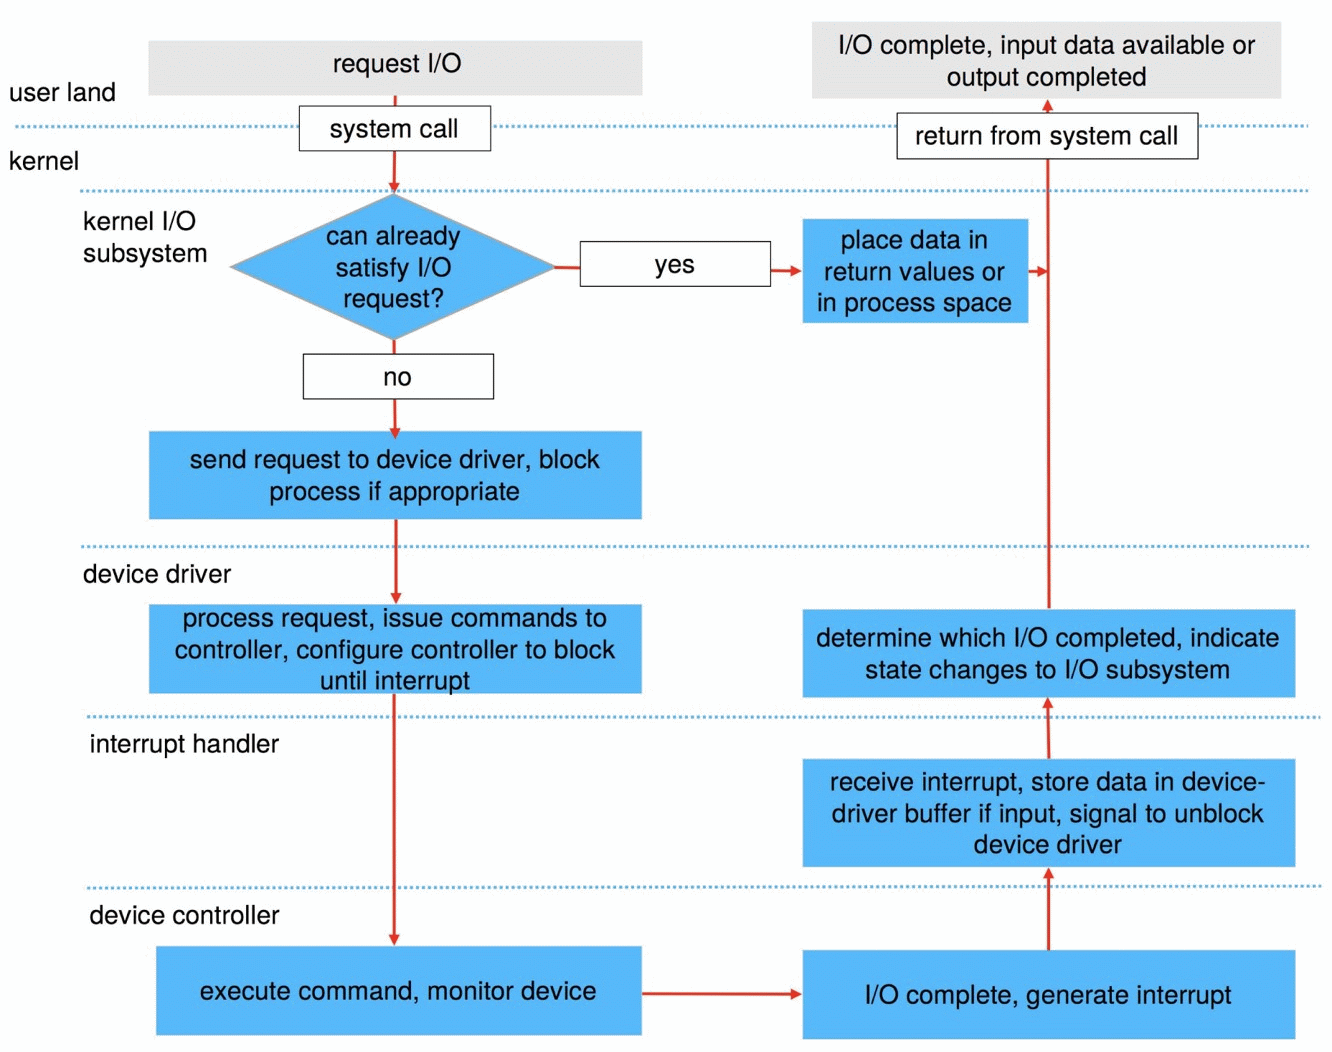 request I/O
I/O complete, input data available or
output completed
user land
system call
return from system call
kernel
kernel I/O
subsystem
can already
satisfy I/O
request?
yes
place data in
return values or
in process space
no
send request to device driver, block
process if appropriate
device driver
process request, issue commands to
controller, configure controller to block
until interrupt
determine which I/O completed, indicate
state changes to I/O subsystem
interrupt handler
receive interrupt, store data in device-
driver buffer if input, signal to unblock
device driver
device controller
execute command, monitor device
I/O complete, generate interrupt